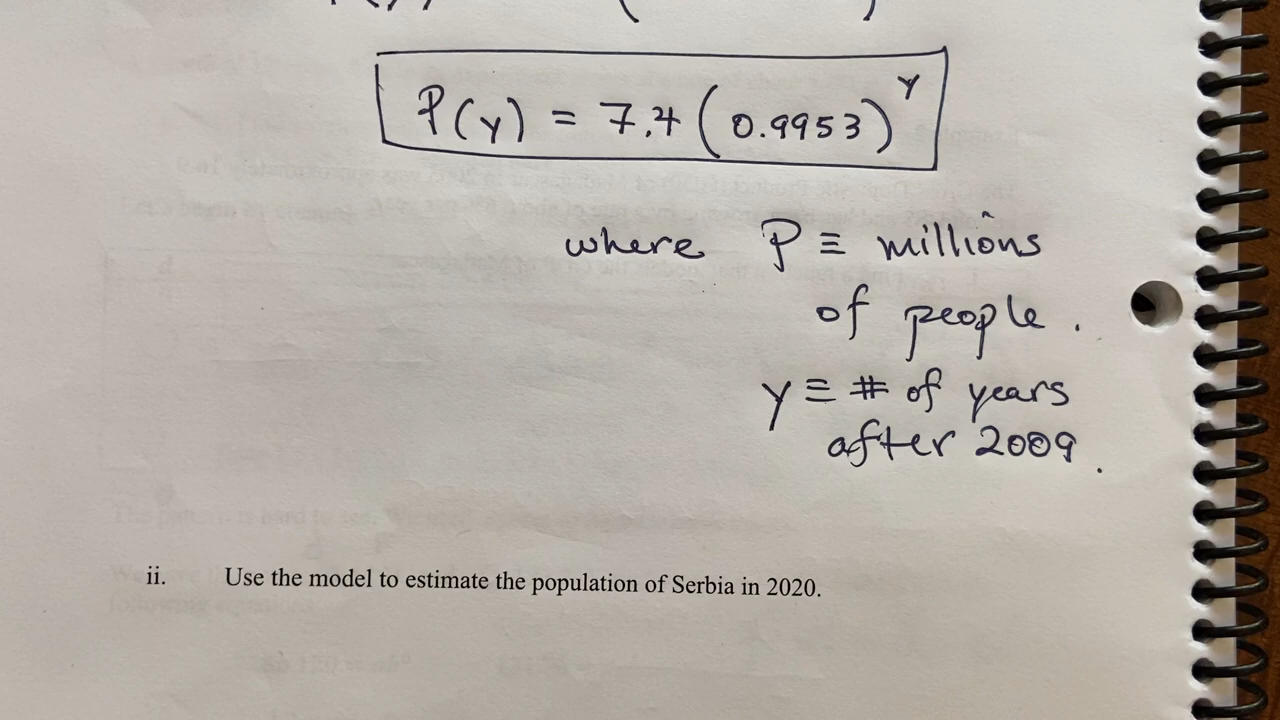 P(y) = 7.4 (0.9953)^y
where P ≡ millions
of people.
y ≡ # of years
after 2009.
ii. Use the model to estimate the population of Serbia in 2020.